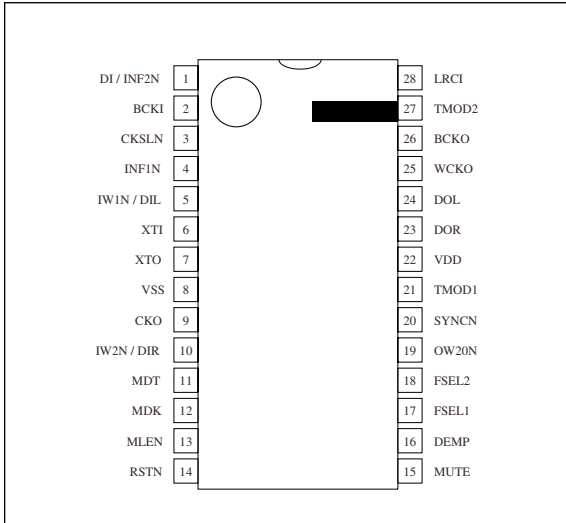 DI / INF2N 1 28 LRCI
BCKI 2 27 TMOD2
CKSLN 3 26 BCKO
INF1N 4 25 WCKO
IW1N / DIL 5 24 DOL
XTI 6 23 DOR
XTO 7 22 VDD
VSS 8 21 TMOD1
CKO 9 20 SYNCN
IW2N / DIR 10 19 OW20N
MDT 11 18 FSEL2
MDK 12 17 FSEL1
MLEN 13 16 DEMP
RSTN 14 15 MUTE